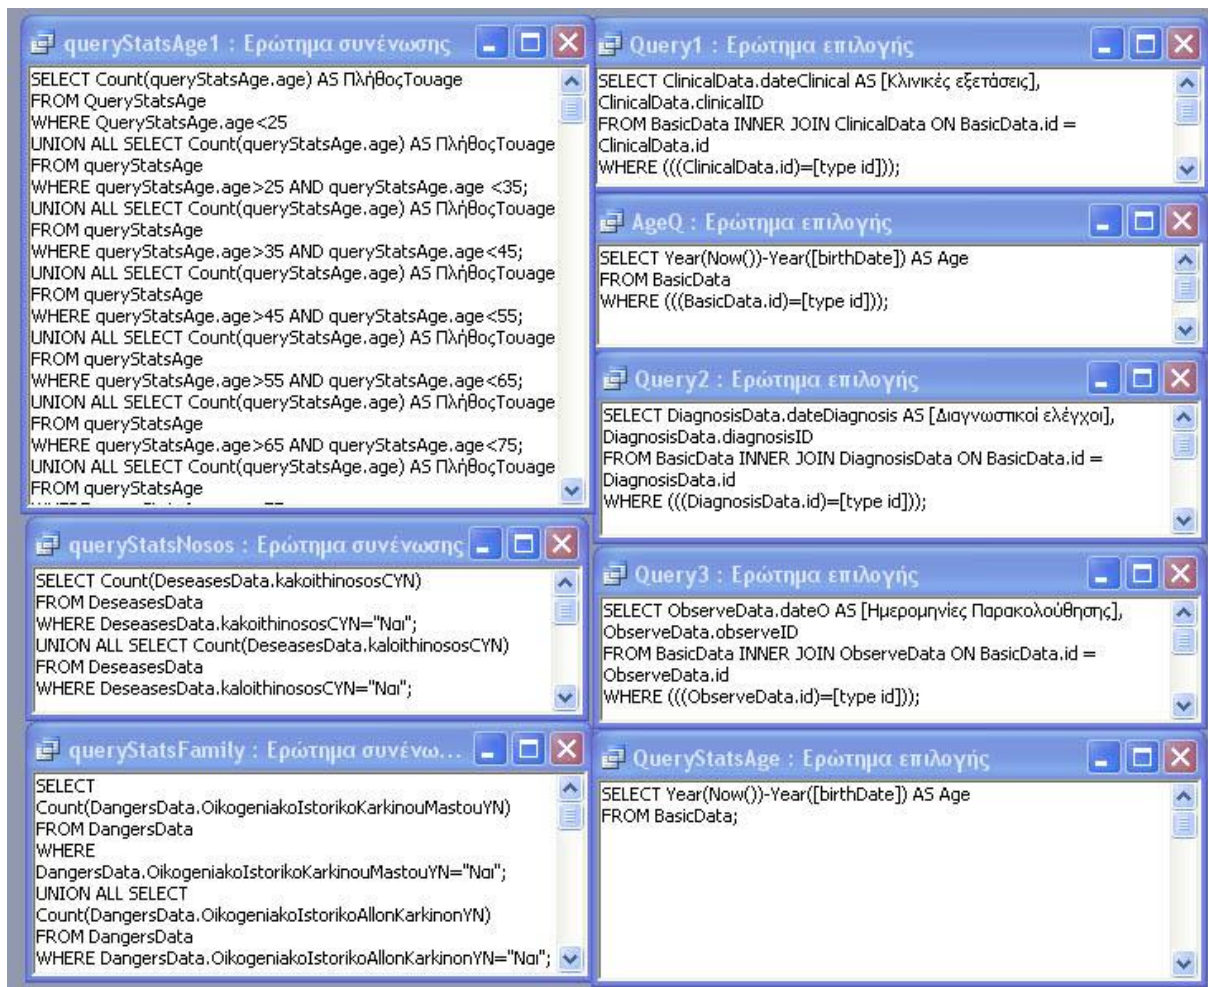 queryStatsAge1 : Ερώτημα συνένωσης
SELECT Count(queryStatsAge.age) AS ΠλήθοςTouage
FROM QueryStatsAge
WHERE QueryStatsAge.age<25
UNION ALL SELECT Count(queryStatsAge.age) AS ΠλήθοςTouage
FROM queryStatsAge
WHERE queryStatsAge.age>25 AND queryStatsAge.age <35;
UNION ALL SELECT Count(queryStatsAge.age) AS ΠλήθοςTouage
FROM queryStatsAge
WHERE queryStatsAge.age>35 AND queryStatsAge.age<45;
UNION ALL SELECT Count(queryStatsAge.age) AS ΠλήθοςTouage
FROM queryStatsAge
WHERE queryStatsAge.age>45 AND queryStatsAge.age<55;
UNION ALL SELECT Count(queryStatsAge.age) AS ΠλήθοςTouage
FROM queryStatsAge
WHERE queryStatsAge.age>55 AND queryStatsAge.age<65;
UNION ALL SELECT Count(queryStatsAge.age) AS ΠλήθοςTouage
FROM queryStatsAge
WHERE queryStatsAge.age>65 AND queryStatsAge.age<75;
UNION ALL SELECT Count(queryStatsAge.age) AS ΠλήθοςTouage
FROM queryStatsAge
queryStatsNosos : Ερώτημα συνένωσης
SELECT Count(DeseasesData.kakoithinososCYN)
FROM DeseasesData
WHERE DeseasesData.kakoithinososCYN="Ναι";
UNION ALL SELECT Count(DeseasesData.kaloithinososCYN)
FROM DeseasesData
WHERE DeseasesData.kaloithinososCYN="Ναι";
queryStatsFamily : Ερώτημα συνένω...
SELECT
Count(DangersData.OikogeniakoIstorikoKarkinouMastouYN)
FROM DangersData
WHERE
DangersData.OikogeniakoIstorikoKarkinouMastouYN="Ναι";
UNION ALL SELECT
Count(DangersData.OikogeniakoIstorikoAllonKarkinonYN)
FROM DangersData
WHERE DangersData.OikogeniakoIstorikoAllonKarkinonYN="Ναι";
Query1 : Ερώτημα επιλογής
SELECT ClinicalData.dateClinical AS [Κλινικές εξετάσεις],
ClinicalData.clinicalID
FROM BasicData INNER JOIN ClinicalData ON BasicData.id =
ClinicalData.id
WHERE (((ClinicalData.id)=[type id]));
AgeQ : Ερώτημα επιλογής
SELECT Year(Now())-Year([birthDate]) AS Age
FROM BasicData
WHERE (((BasicData.id)=[type id]));
Query2 : Ερώτημα επιλογής
SELECT DiagnosisData.dateDiagnosis AS [Διαγνωστικοί ελέγχοι],
DiagnosisData.diagnosisID
FROM BasicData INNER JOIN DiagnosisData ON BasicData.id =
DiagnosisData.id
WHERE (((DiagnosisData.id)=[type id]));
Query3 : Ερώτημα επιλογής
SELECT ObserveData.dateO AS [Ημερομηνίες Παρακολούθησης],
ObserveData.observeID
FROM BasicData INNER JOIN ObserveData ON BasicData.id =
ObserveData.id
WHERE (((ObserveData.id)=[type id]));
QueryStatsAge : Ερώτημα επιλογής
SELECT Year(Now())-Year([birthDate]) AS Age
FROM BasicData;